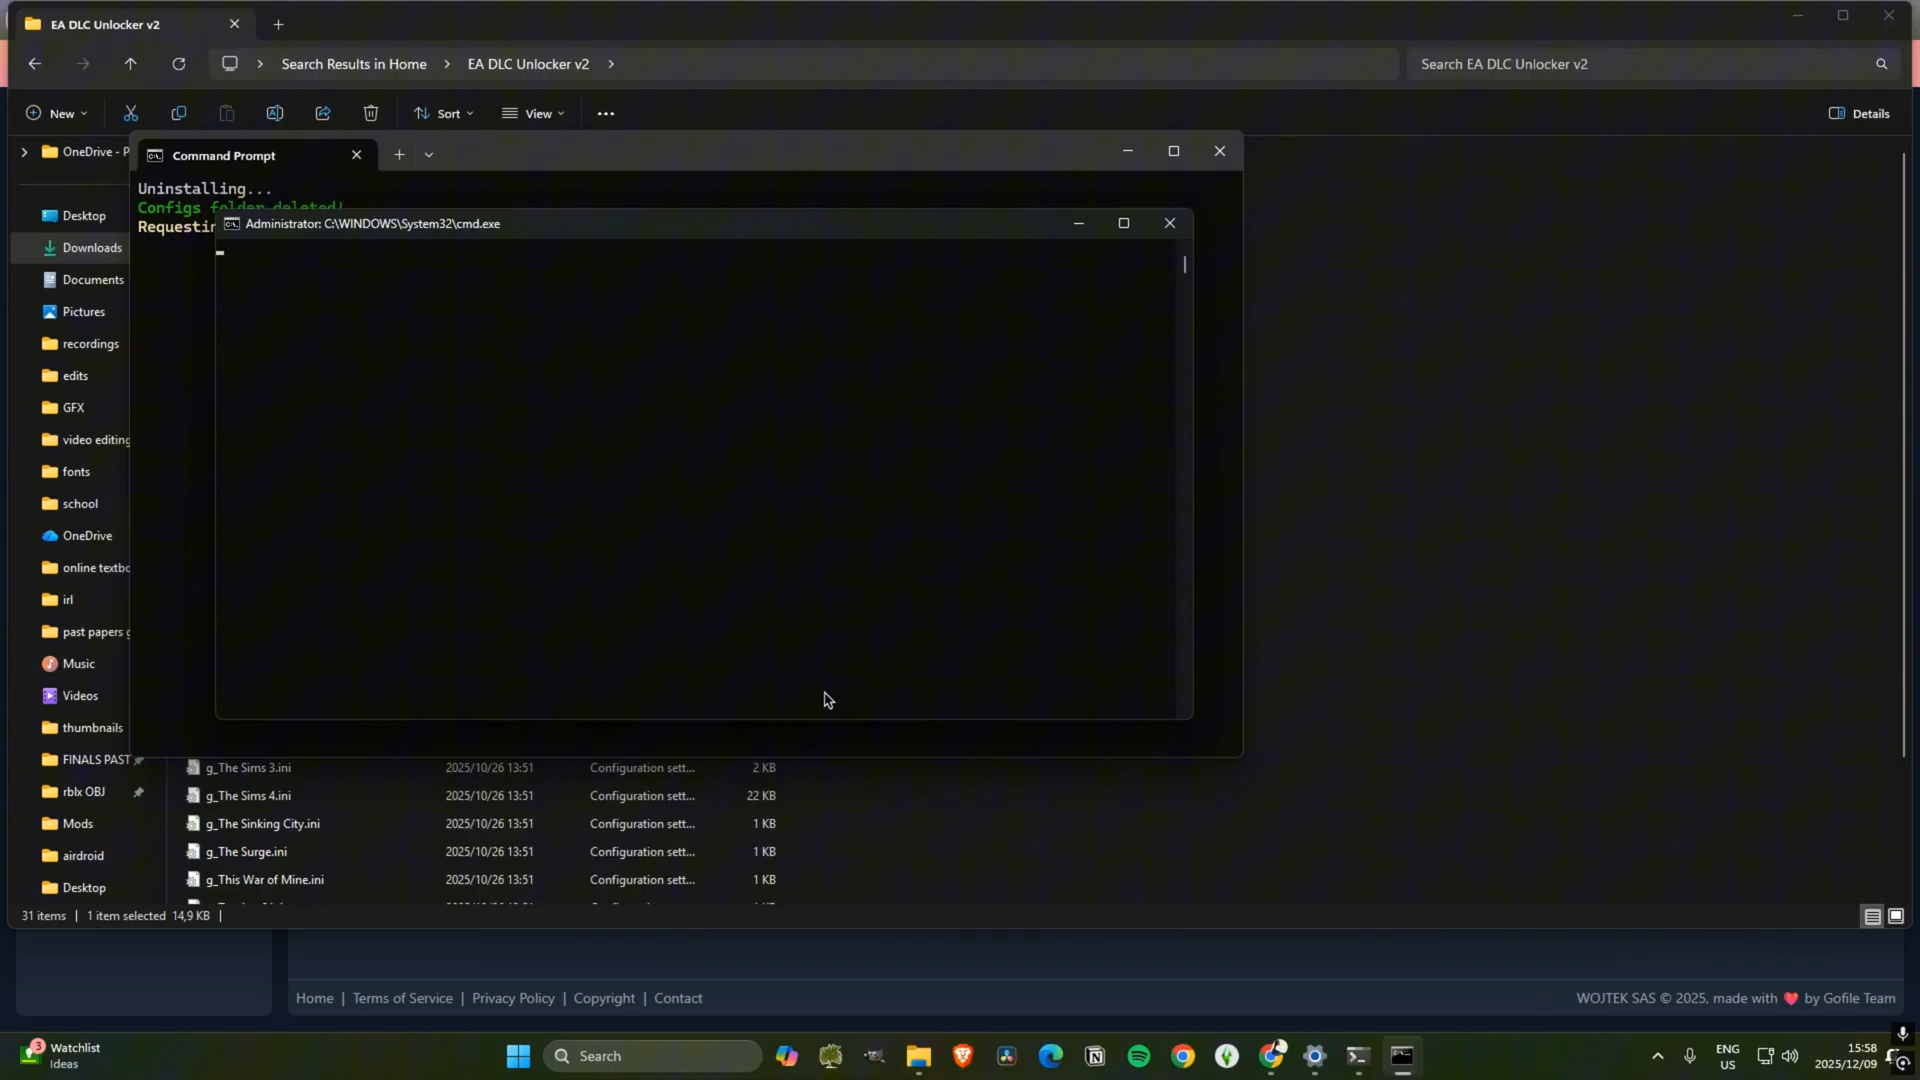 EA DLC Unlocker v2
Search Results in Home
EA DLC Unlocker v2
Search EA DLC Unlocker v2
New
Sort
View
Details
OneDrive - P
Command Prompt
Uninstalling...
Configs folder deleted!
Requestin
Administrator: C:\WINDOWS\System32\cmd.exe
Desktop
Downloads
Documents
Pictures
recordings
edits
GFX
video editing
fonts
school
OneDrive
online textbo
irl
past papers g
Music
Videos
thumbnails
FINALS PAST
rblx OBJ
Mods
airdroid
Desktop
g_The Sims 3.ini 2025/10/26 13:51 Configuration sett... 2 KB
g_The Sims 4.ini 2025/10/26 13:51 Configuration sett... 22 KB
g_The Sinking City.ini 2025/10/26 13:51 Configuration sett... 1 KB
g_The Surge.ini 2025/10/26 13:51 Configuration sett... 1 KB
g_This War of Mine.ini 2025/10/26 13:51 Configuration sett... 1 KB
31 items | 1 item selected 14,9 KB |
Home | Terms of Service | Privacy Policy | Copyright | Contact
WOJTEK SAS © 2025, made with ❤ by Gofile Team
3
Watchlist
Ideas
Search
ENG
US
15:58
2025/12/09